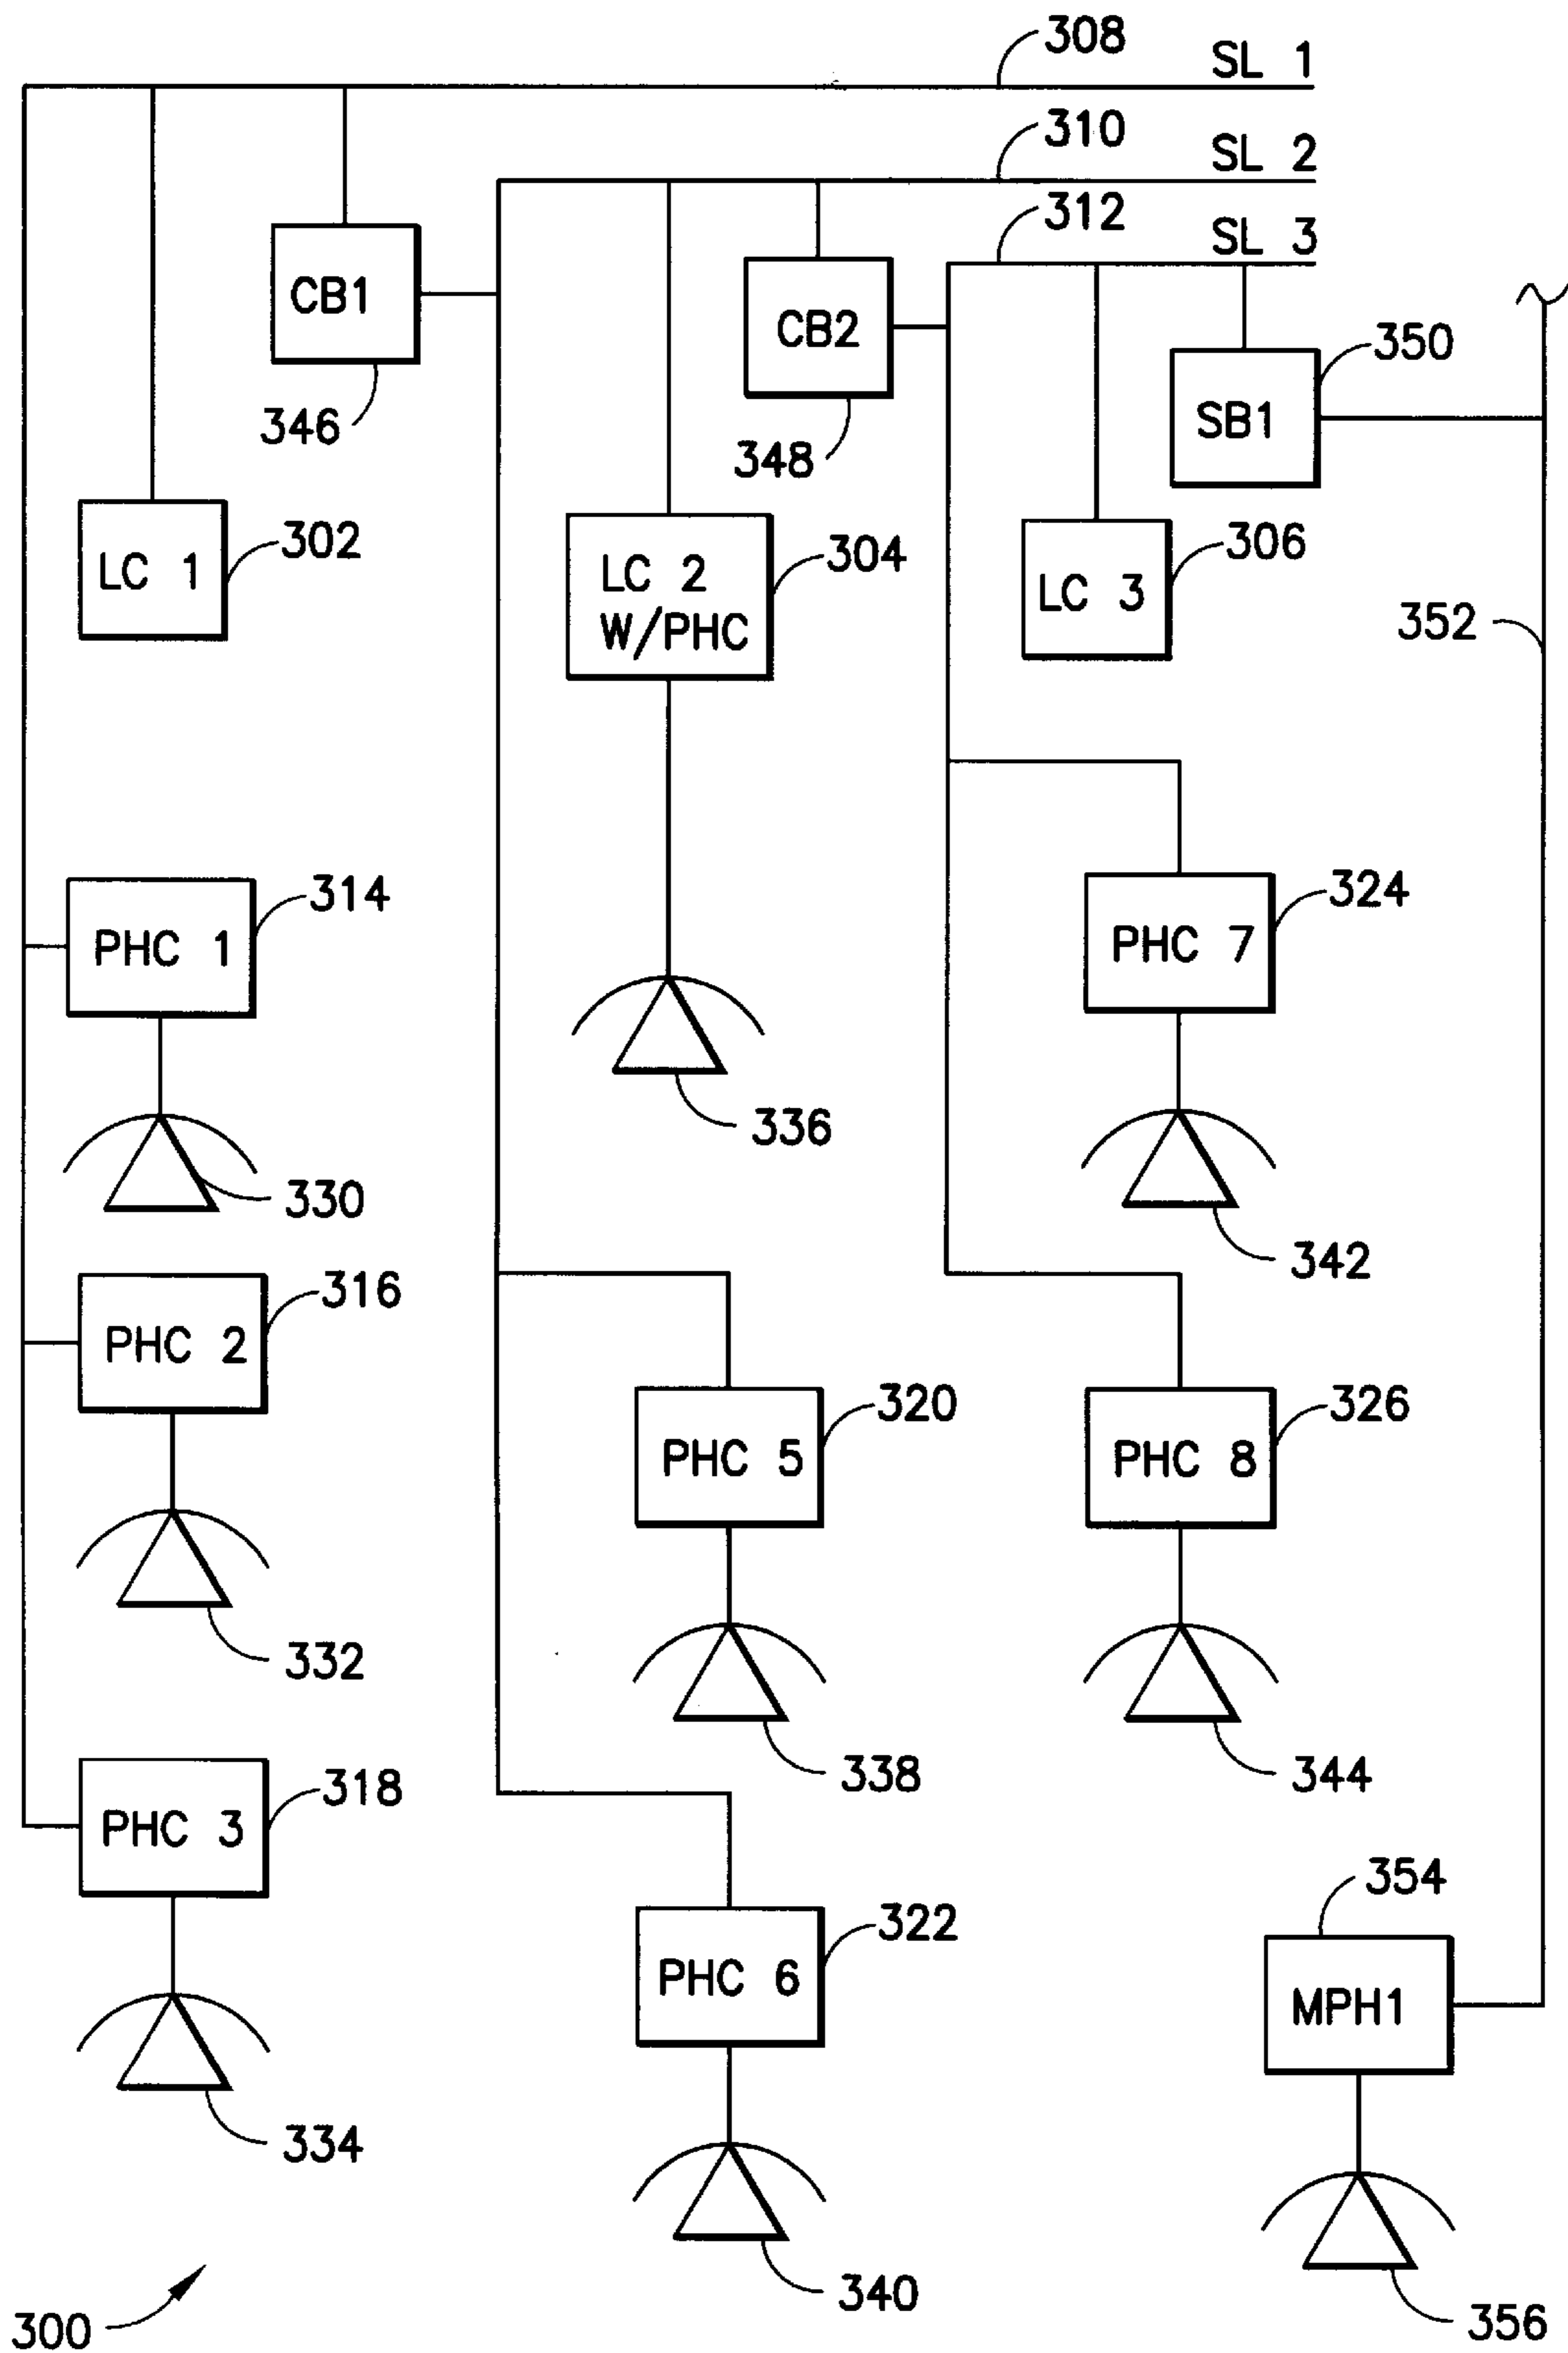 308
SL 1
310
SL 2
312
SL 3
CB1
CB2
350
SB1
346
348
302
LC 1
304
LC 2
W/PHC
306
LC 3
352
314
PHC 1
324
PHC 7
336
330
342
316
PHC 2
320
PHC 5
326
PHC 8
332
338
344
318
PHC 3
354
322
PHC 6
MPH1
334
340
300
356